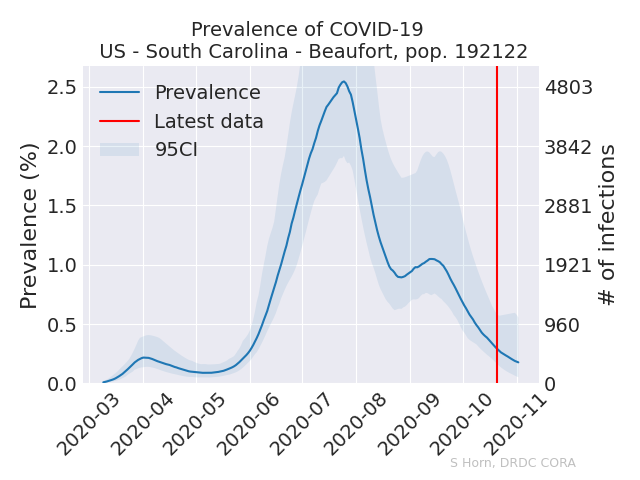 Prevalence of COVID-19
US - South Carolina - Beaufort, pop. 192122
Prevalence
Latest data
95CI
Prevalence (%)
2.5
2.0
1.5
1.0
0.5
0.0
4803
3842
2881
1921
960
0
# of infections
2020-03
2020-04
2020-05
2020-06
2020-07
2020-08
2020-09
2020-10
2020-11
S Horn, DRDC CORA